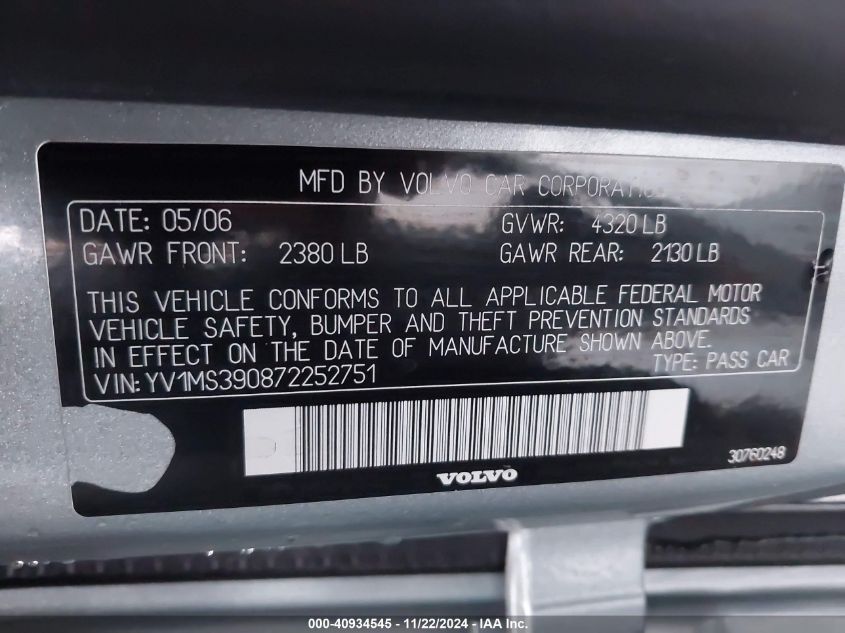 MFD BY VOLVO CAR CORPORATION
DATE: 05/06 GVWR: 4320 LB
GAWR FRONT: 2380 LB GAWR REAR: 2130 LB
THIS VEHICLE CONFORMS TO ALL APPLICABLE FEDERAL MOTOR
VEHICLE SAFETY, BUMPER AND THEFT PREVENTION STANDARDS
IN EFFECT ON THE DATE OF MANUFACTURE SHOWN ABOVE.
VIN: YV1MS390872252751 TYPE: PASS CAR
30760248
VOLVO
000-40934545 - 11/22/2024 - IAA Inc.